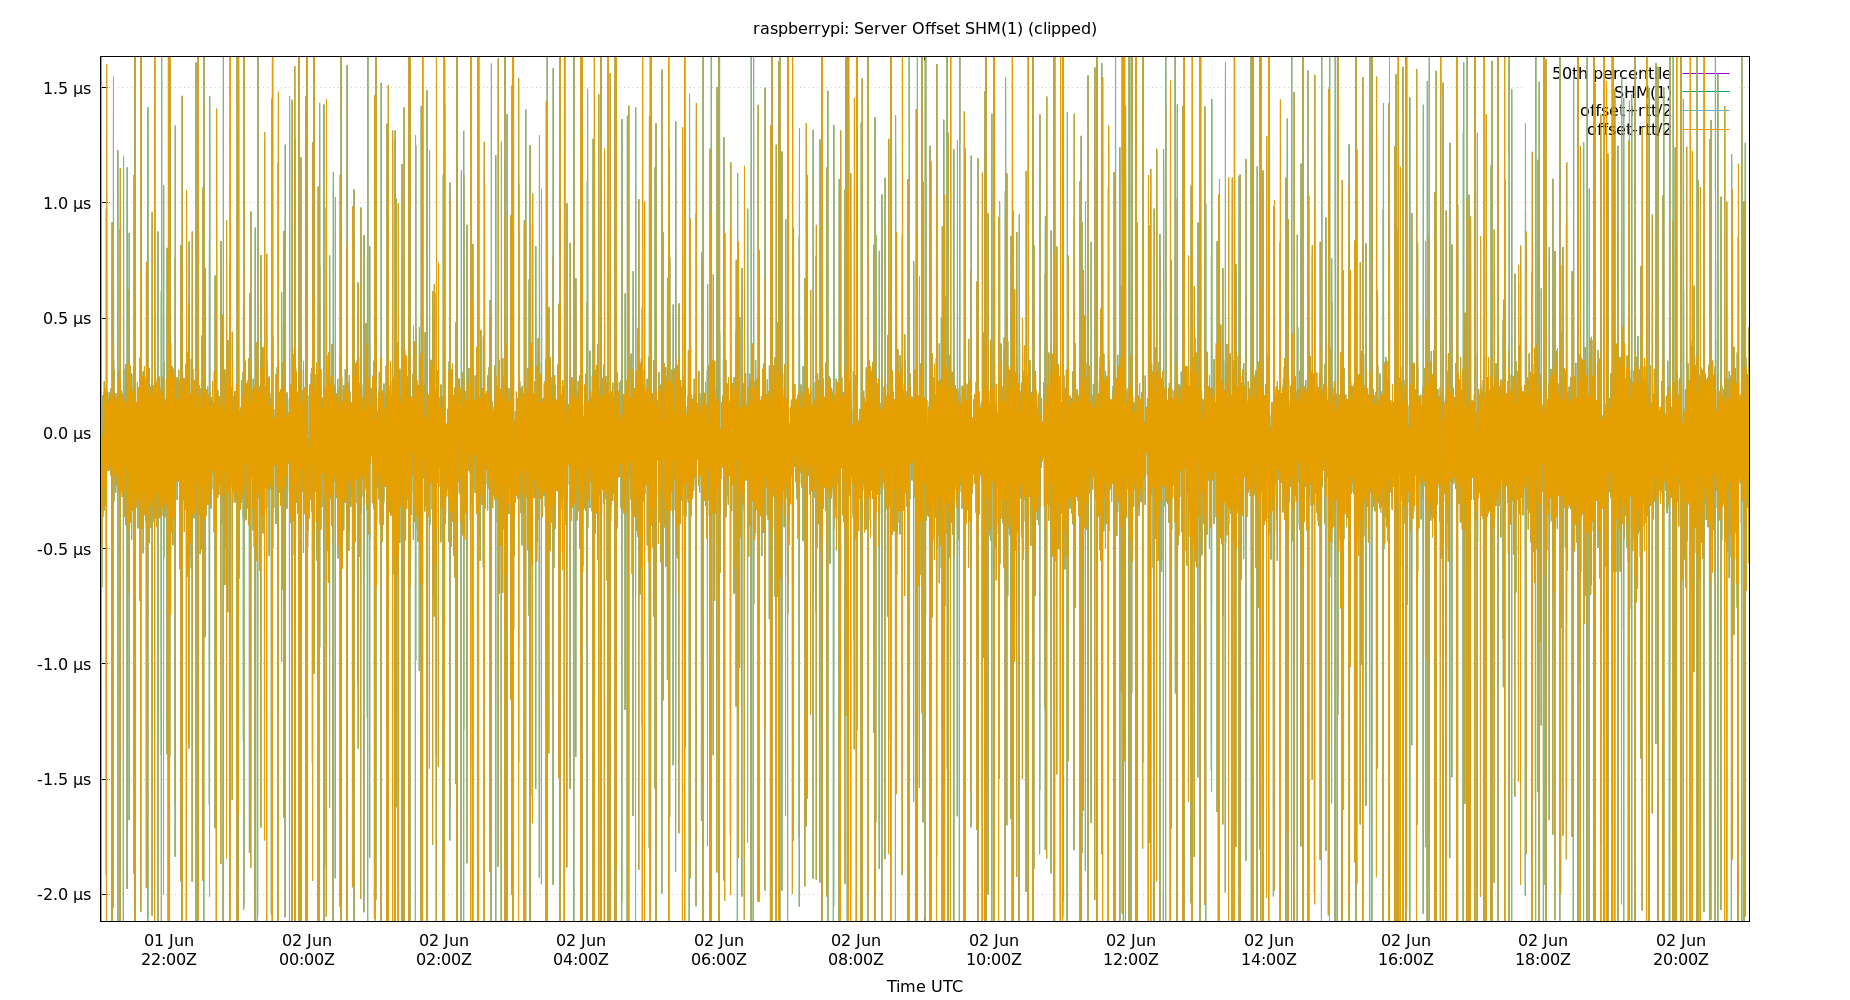 raspberrypi: Server Offset SHM(1) (clipped)
50th percentile
SHM(1)
offset+rtt/2
offset-rtt/2
1.5 µs
1.0 µs
0.5 µs
0.0 µs
-0.5 µs
-1.0 µs
-1.5 µs
-2.0 µs
01 Jun 02 Jun 02 Jun 02 Jun 02 Jun 02 Jun 02 Jun 02 Jun 02 Jun 02 Jun 02 Jun 02 Jun
22:00Z 00:00Z 02:00Z 04:00Z 06:00Z 08:00Z 10:00Z 12:00Z 14:00Z 16:00Z 18:00Z 20:00Z
Time UTC